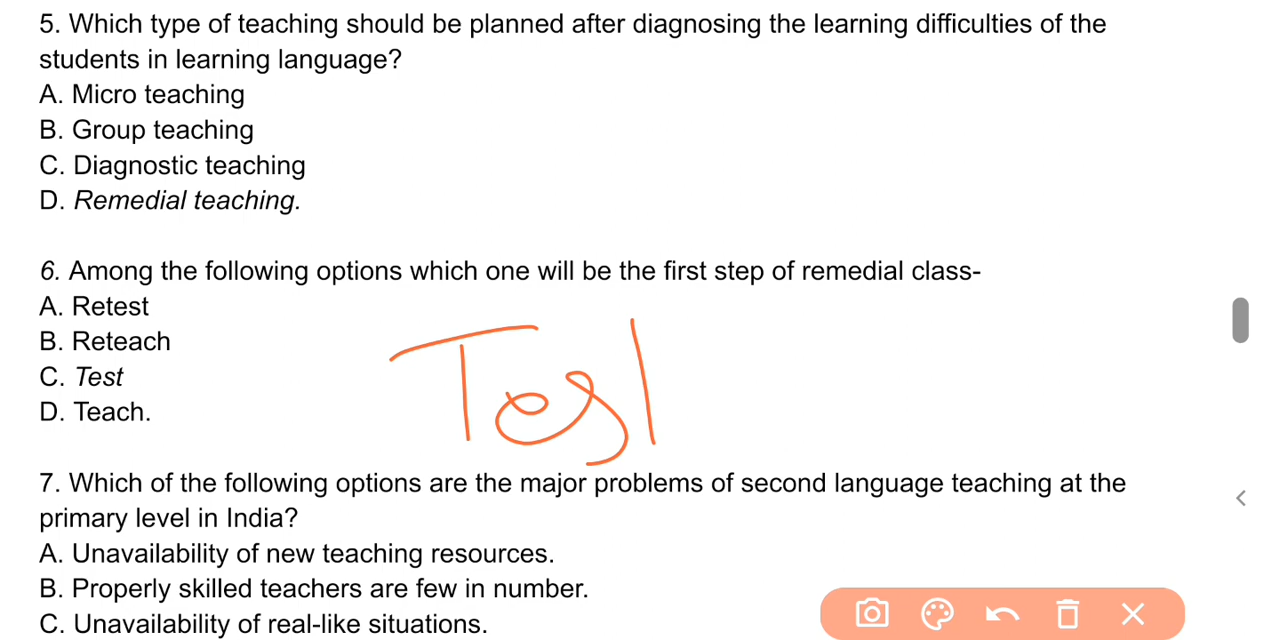 5. Which type of teaching should be planned after diagnosing the learning difficulties of the
students in learning language?
A. Micro teaching
B. Group teaching
C. Diagnostic teaching
D. Remedial teaching.
6. Among the following options which one will be the first step of remedial class-
A. Retest
B. Reteach
C. Test
D. Teach.
Test
7. Which of the following options are the major problems of second language teaching at the
primary level in India?
A. Unavailability of new teaching resources.
B. Properly skilled teachers are few in number.
C. Unavailability of real-like situations.